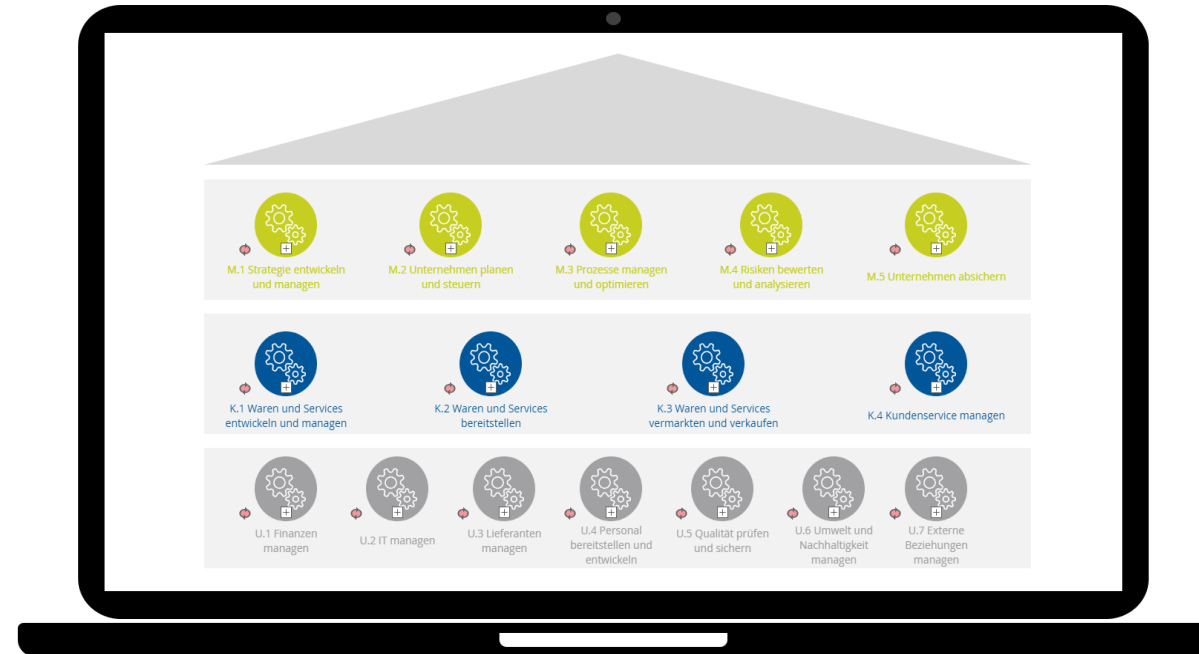 M.1 Strategie entwickeln
und managen
M.2 Unternehmen planen
und steuern
M.3 Prozesse managen
und optimieren
M.4 Risiken bewerten
und analysieren
M.5 Unternehmen absichern
K.1 Waren und Services
entwickeln und managen
K.2 Waren und Services
bereitstellen
K.3 Waren und Services
vermarkten und verkaufen
K.4 Kundenservice managen
U.1 Finanzen
managen
U.2 IT managen
U.3 Lieferanten
managen
U.4 Personal
bereitstellen und
entwickeln
U.5 Qualität prüfen
und sichern
U.6 Umwelt und
Nachhaltigkeit
managen
U.7 Externe
Beziehungen
managen